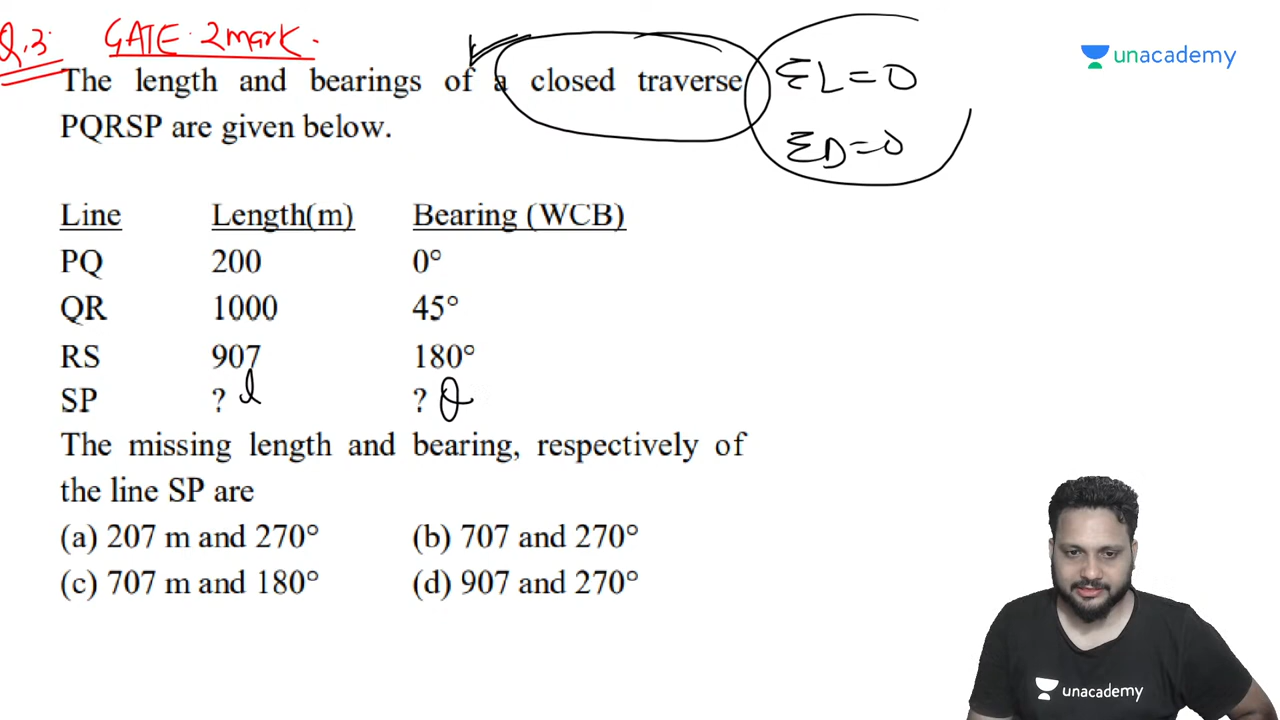 Q.3. GATE 2 mark.
The length and bearings of a closed traverse
PQRSP are given below.
ΣL=0
ΣD=0
unacademy
Line Length(m) Bearing (WCB)
PQ 200 0°
QR 1000 45°
RS 907 180°
SP ? l ? θ
The missing length and bearing, respectively of
the line SP are
(a) 207 m and 270° (b) 707 and 270°
(c) 707 m and 180° (d) 907 and 270°
unacademy